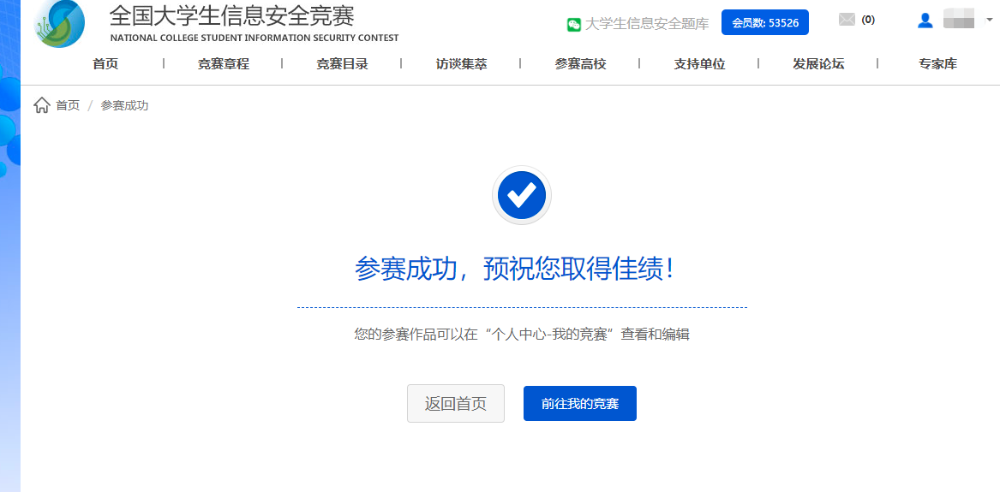 全国大学生信息安全竞赛
NATIONAL COLLEGE STUDENT INFORMATION SECURITY CONTEST
大学生信息安全题库
会员数: 53526
(0)
首页 | 竞赛章程 | 竞赛目录 | 访谈集萃 | 参赛高校 | 支持单位 | 发展论坛 | 专家库
首页 / 参赛成功
参赛成功，预祝您取得佳绩！
您的参赛作品可以在“个人中心-我的竞赛”查看和编辑
返回首页 前往我的竞赛